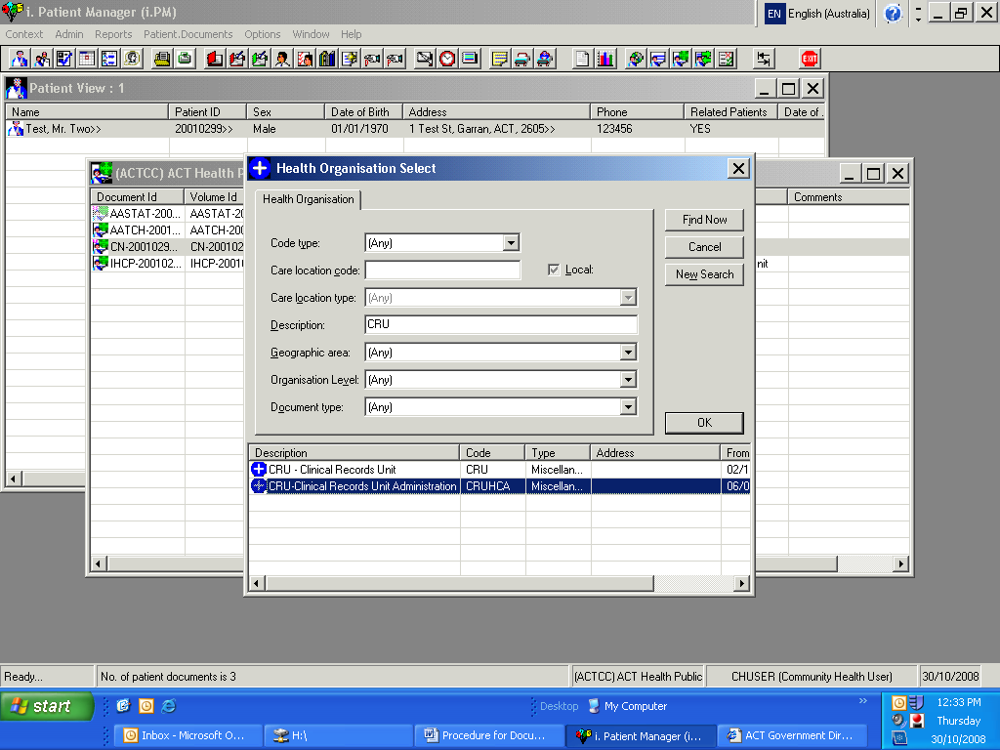 i. Patient Manager (i.PM)
EN English (Australia)
Context Admin Reports Patient.Documents Options Window Help
EXIT
Patient View : 1
Name Patient ID Sex Date of Birth Address Phone Related Patients Date of .
Test, Mr. Two>> 20010299>> Male 01/01/1970 1 Test St, Garran, ACT, 2605>> 123456 YES
(ACTCC) ACT Health P
Document Id Volume Id Comments
AASTAT-200... AASTAT-200
AATCH-2001... AATCH-200
CN-2001029... CN-200102
IHCP-200102... IHCP-20010 nit
Health Organisation Select
Health Organisation
Find Now
Code type: (Any)
Cancel
Care location code: Local:
New Search
Care location type: (Any)
Description: CRU
Geographic area: (Any)
Organisation Level: (Any)
Document type: (Any)
OK
Description Code Type Address From
CRU - Clinical Records Unit CRU Miscellan... 02/1
CRU-Clinical Records Unit Administration CRUHCA Miscellan... 06/0
Ready... No. of patient documents is 3 (ACTCC) ACT Health Public CHUSER (Community Health User) 30/10/2008
start Desktop My Computer » 12:33 PM
Thursday
Inbox - Microsoft O... H:\ Procedure for Docu... i. Patient Manager (i.... ACT Government Dir... 30/10/2008